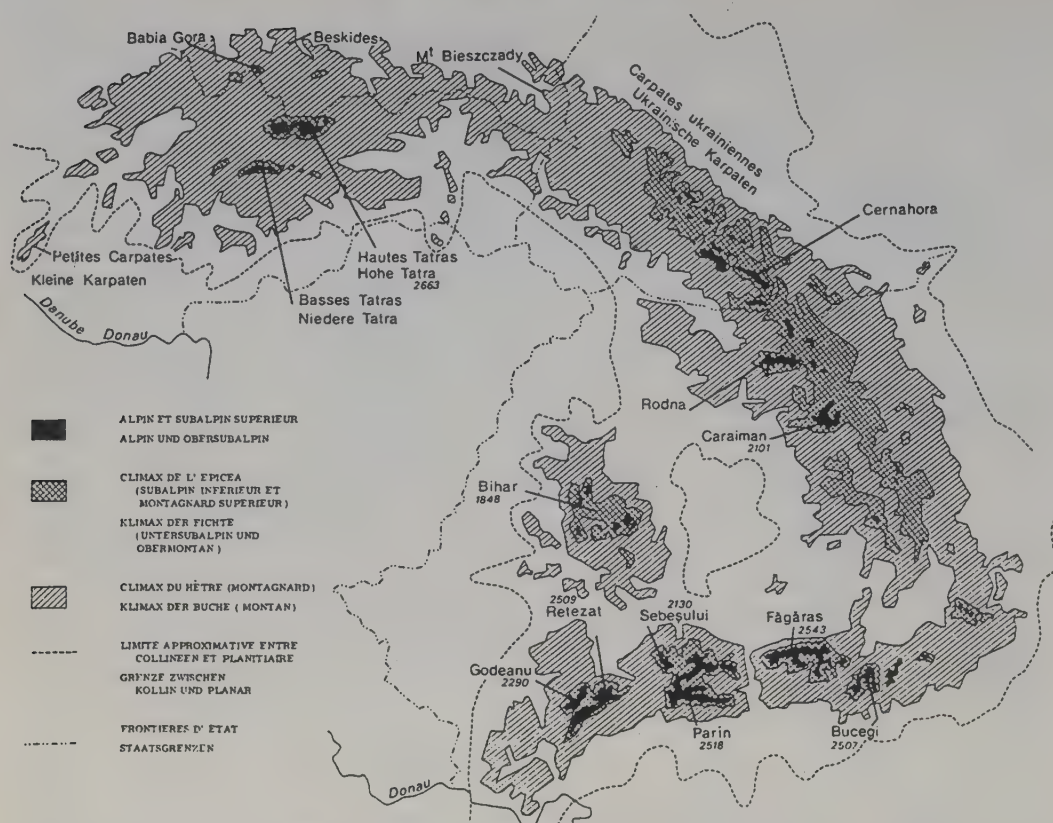 Babia Gora
Beskides
Mt Bieszczady
Carpates ukrainiennes
Ukrainische Karpaten
Cernahora
Petites Carpates
Kleine Karpaten
Hautes Tatras
Hohe Tatra
2663
Basses Tatras
Niedere Tatra
Danube Donau
Rodna
Caraiman
2101
Bihar
1848
2509
Retezat
2130
Sebeşului
Făgăras
2543
Godeanu
2290
Parin
2518
Bucegi
2507
Donau
ALPIN ET SUBALPIN SUPERIEUR
ALPIN UND OBERSUBALPIN
CLIMAX DE L' EPICEA
(SUBALPIN INFERIEUR ET
MONTAGNARD SUPERIEUR)
KLIMAX DER FICHTE
(UNTERSUBALPIN UND
OBERMONTAN)
CLIMAX DU HÊTRE (MONTAGNARD)
KLIMAX DER BUCHE ( MONTAN)
LIMITE APPROXIMATIVE ENTRE
COLLINEEN ET PLANITIAIRE
GRENZE ZWISCHEN
KOLLIN UND PLANAR
FRONTIERES D' ETAT
STAATSGRENZEN